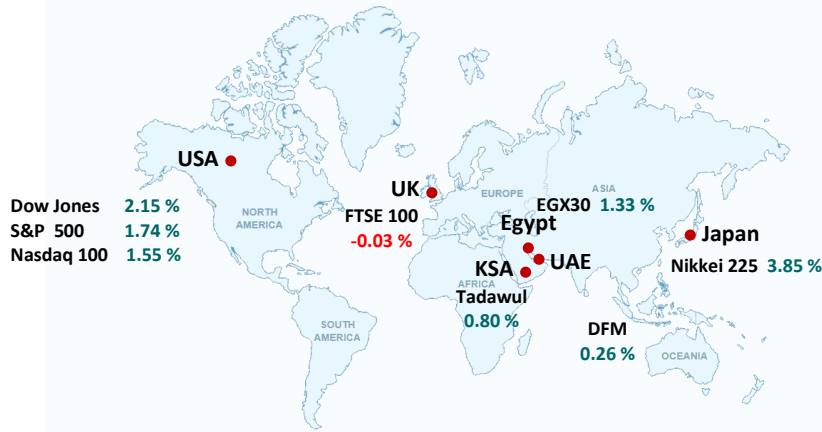 USA
Dow Jones 2.15 %
S&P 500 1.74 %
Nasdaq 100 1.55 %
NORTH
AMERICA
SOUTH
AMERICA
UK
FTSE 100
-0.03 %
EUROPE
ASIA
EGX30 1.33 %
Egypt
KSA
UAE
AFRICA
Tadawul
0.80 %
Japan
Nikkei 225 3.85 %
DFM
0.26 %
OCEANIA